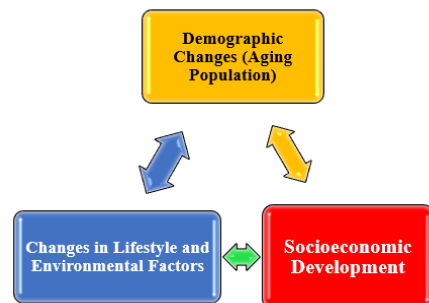 Demographic
Changes (Aging
Population)
Changes in Lifestyle and
Environmental Factors
Socioeconomic
Development